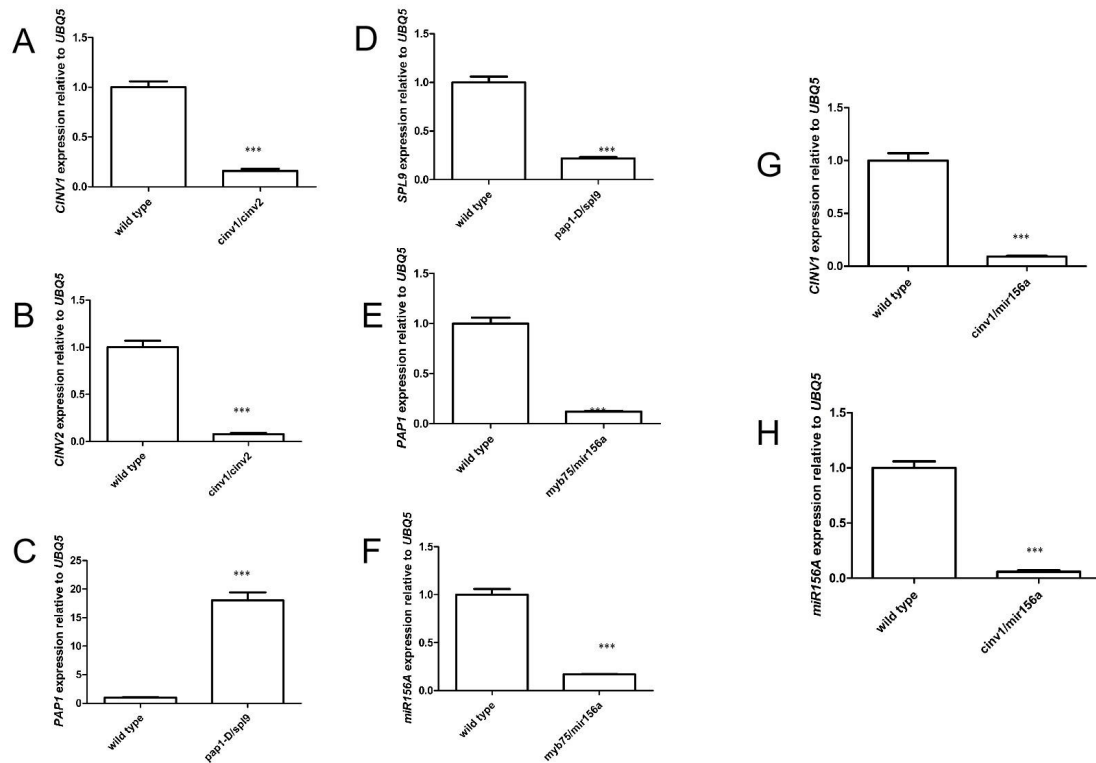 A
CINV1 expression relative to UBQ5
1.5
1.0
0.5
0.0
***
wild type
cinv1/cinv2
B
CINV2 expression relative to UBQ5
1.5
1.0
0.5
0.0
***
wild type
cinv1/cinv2
C
PAP1 expression relative to UBQ5
25
20
15
10
5
0
***
wild type
pap1-D/spl9
D
SPL9 expression relative to UBQ5
1.5
1.0
0.5
0.0
***
wild type
pap1-D/spl9
E
PAP1 expression relative to UBQ5
1.5
1.0
0.5
0.0
***
wild type
myb75/mir156a
F
miR156A expression relative to UBQ5
1.5
1.0
0.5
0.0
***
wild type
myb75/mir156a
G
CINV1 expression relative to UBQ5
1.5
1.0
0.5
0.0
***
wild type
cinv1/mir156a
H
miR156A expression relative to UBQ5
1.5
1.0
0.5
0.0
***
wild type
cinv1/mir156a